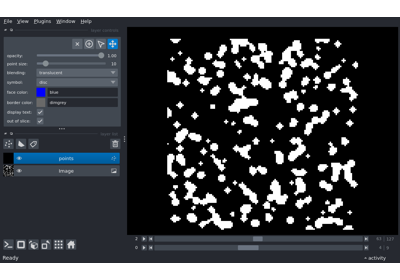 File View Plugins Window Help
opacity: 1.00
point size: 10
blending: translucent
symbol: disc
face color: blue
border color: dimgrey
display text:
out of slice:
points
Image
Ready
activity